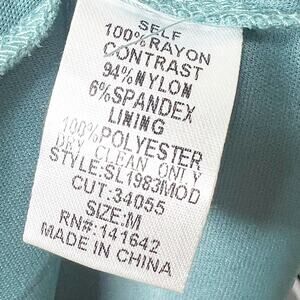 SELF
100%RAYON
CONTRAST
94%NYLON
6%SPANDEX
LINING
100%POLYESTER
DRY CLEAN ONLY
STYLE:SL1983MOD
CUT:34055
SIZE:M
RN#:141642
MADE IN CHINA